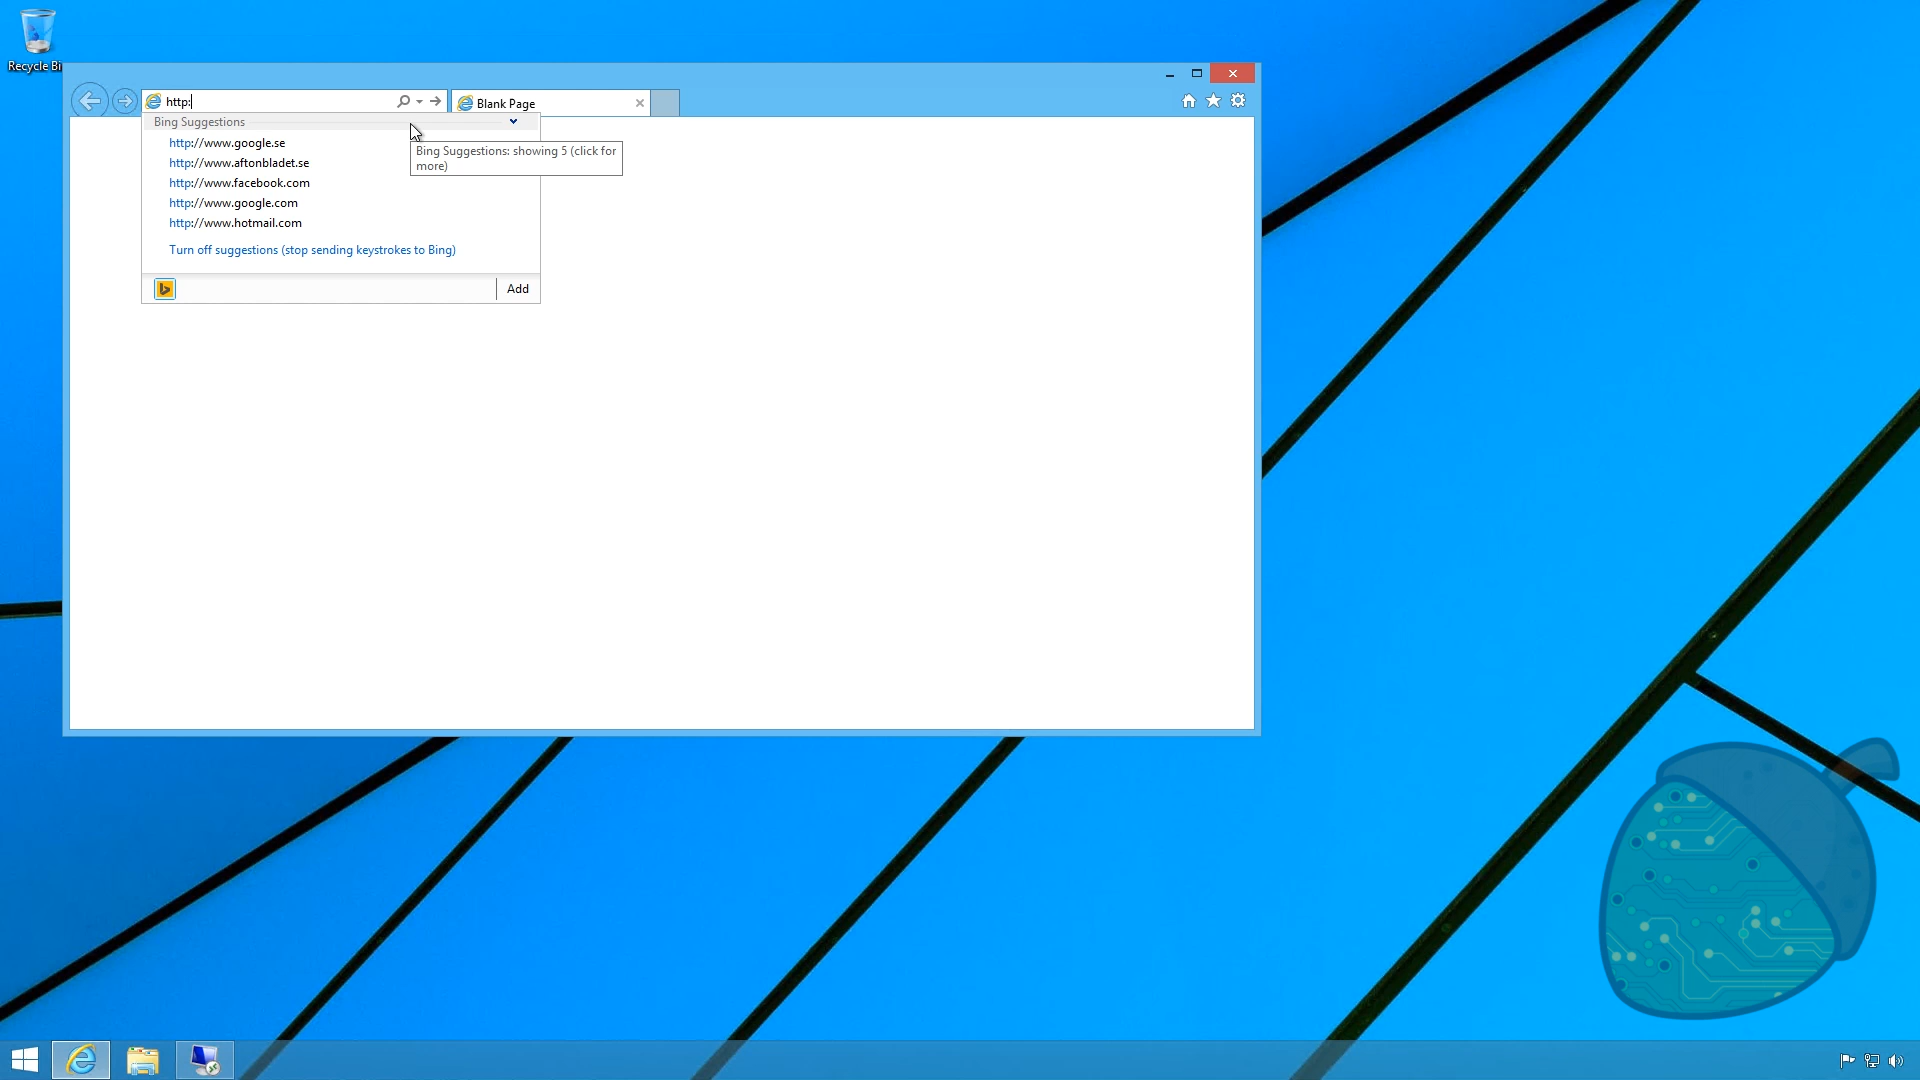 Recycle Bi
http:
Blank Page
Bing Suggestions
http://www.google.se
Bing Suggestions: showing 5 (click for
more)
http://www.aftonbladet.se
http://www.facebook.com
http://www.google.com
http://www.hotmail.com
Turn off suggestions (stop sending keystrokes to Bing)
Add